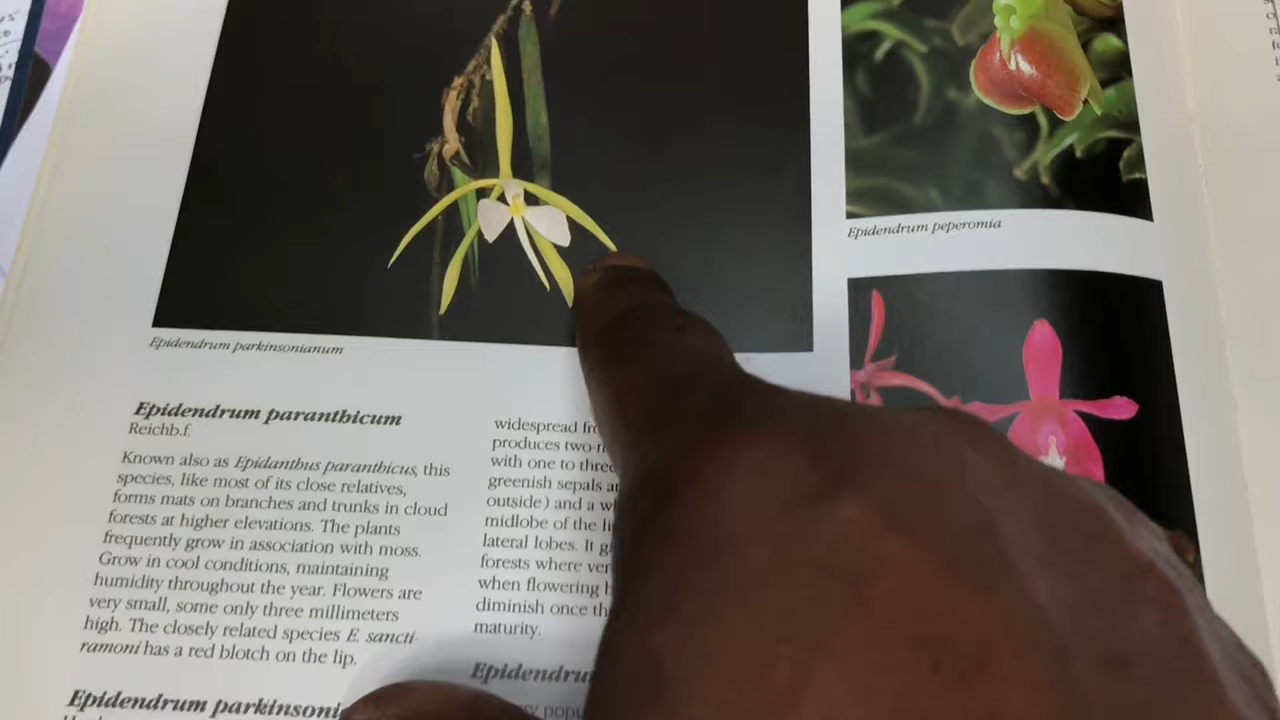 Epidendrum parkinsonianum
Epidendrum peperomia
Epidendrum paranthicum
Reichb.f.
Known also as Epidanthus paranthicus, this
species, like most of its close relatives,
forms mats on branches and trunks in cloud
forests at higher elevations. The plants
frequently grow in association with moss.
Grow in cool conditions, maintaining
humidity throughout the year. Flowers are
very small, some only three millimeters
high. The closely related species E. sancti-
ramoni has a red blotch on the lip.
Epidendrum parkinsoni
widespread
produces
with one to three
greenish sepals
outside) and a
midlobe of the
lateral lobes. It
forests where
when flowering
diminish once
maturity.